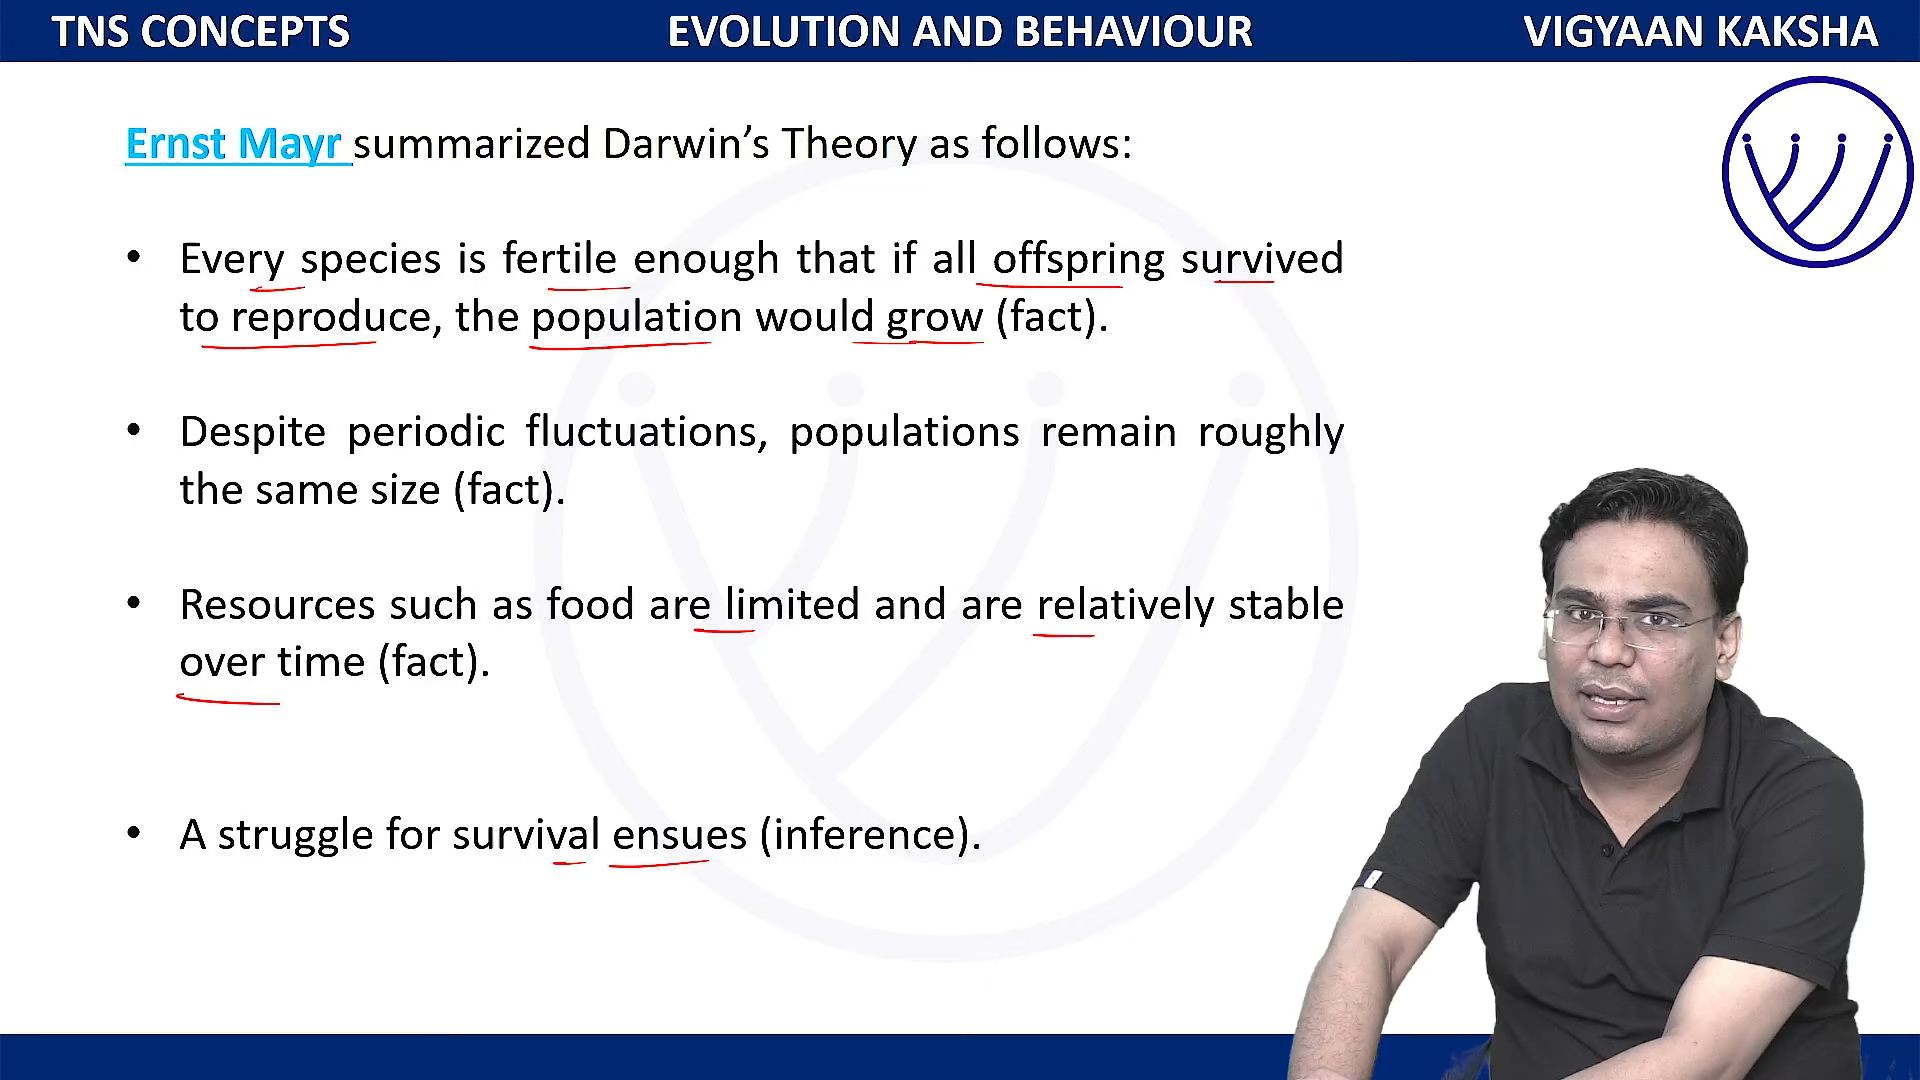 TNS CONCEPTS EVOLUTION AND BEHAVIOUR VIGYAAN KAKSHA
Ernst Mayr summarized Darwin’s Theory as follows:
• Every species is fertile enough that if all offspring survived
to reproduce, the population would grow (fact).
• Despite periodic fluctuations, populations remain roughly
the same size (fact).
• Resources such as food are limited and are relatively stable
over time (fact).
• A struggle for survival ensues (inference).